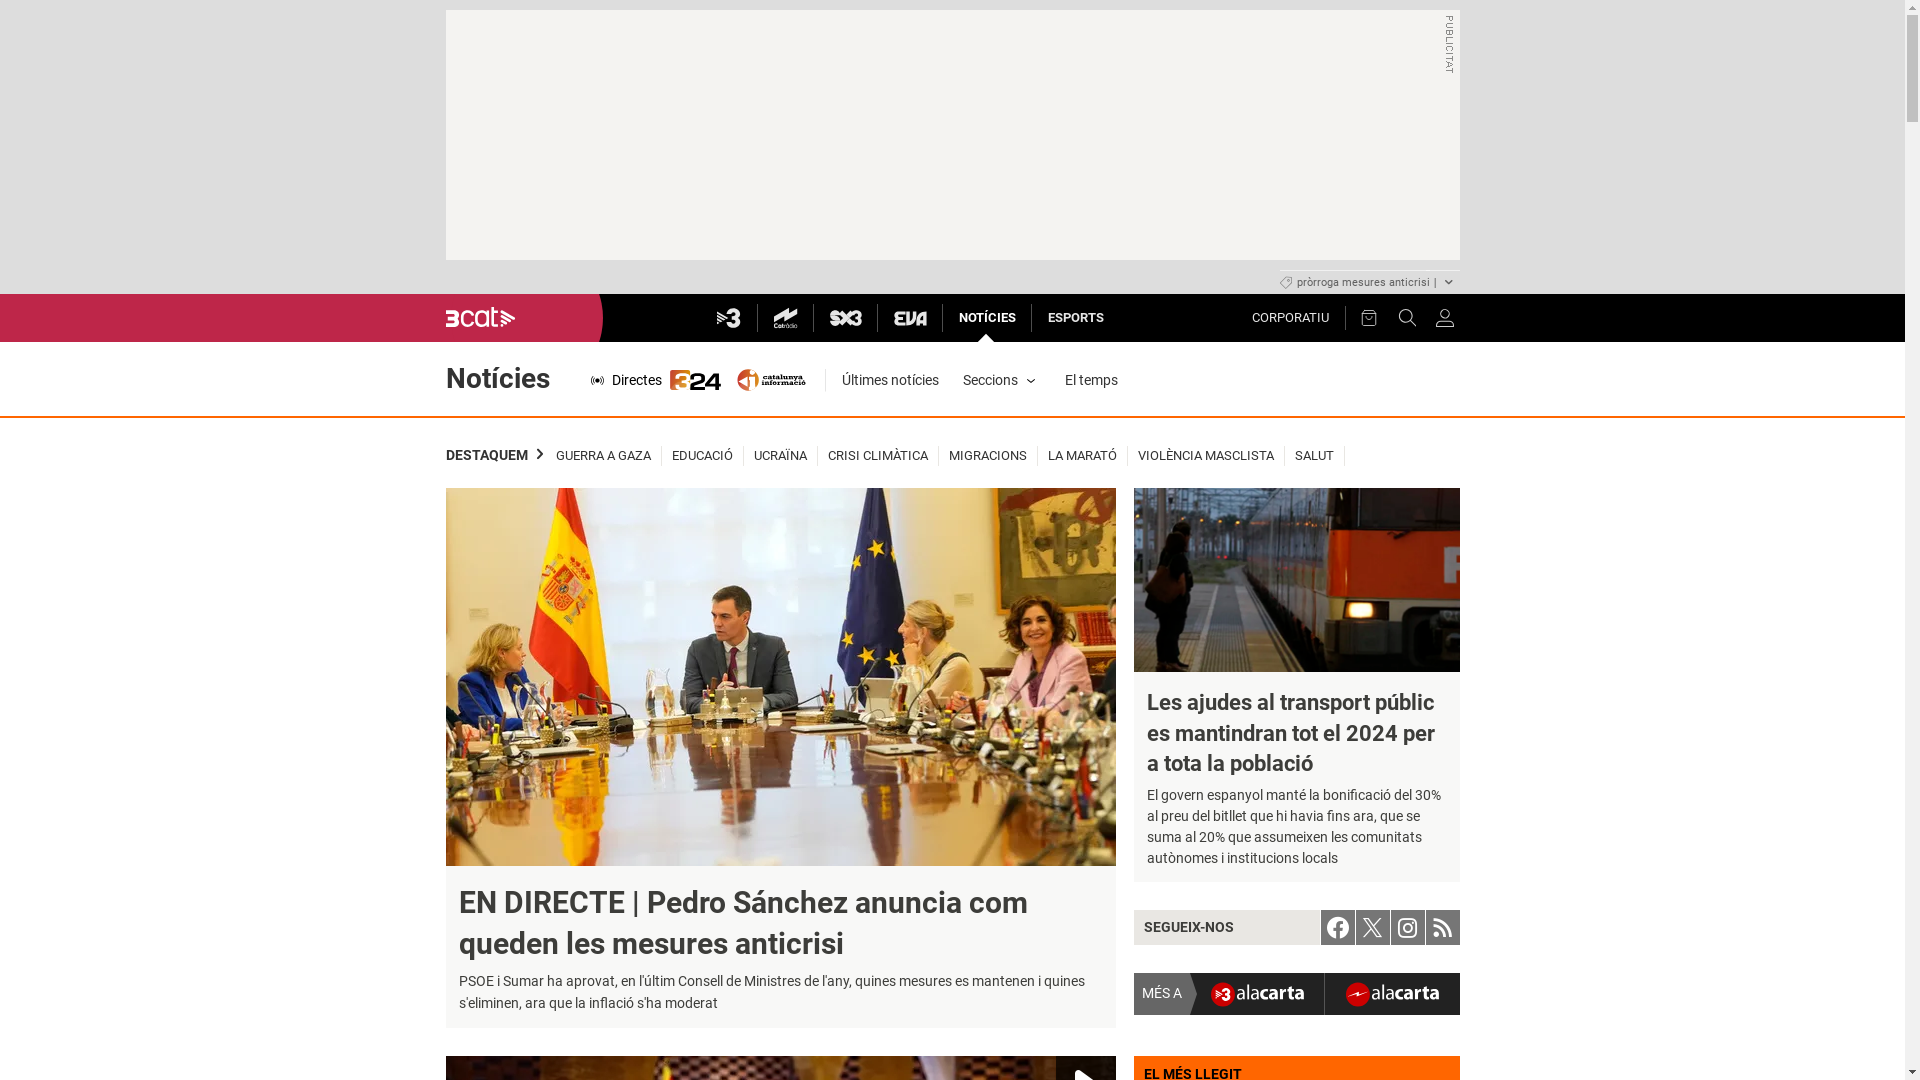 PUBLICITAT
pròrroga mesures anticrisi |
3cat
3
Catràdio
SX3
EVA
NOTÍCIES
ESPORTS
CORPORATIU
Notícies
Directes
324
catalunya
informació
Últimes notícies
Seccions
El temps
DESTAQUEM
GUERRA A GAZA
EDUCACIÓ
UCRAÏNA
CRISI CLIMÀTICA
MIGRACIONS
LA MARATÓ
VIOLÈNCIA MASCLISTA
SALUT
EN DIRECTE | Pedro Sánchez anuncia com
queden les mesures anticrisi
PSOE i Sumar ha aprovat, en l'últim Consell de Ministres de l'any, quines mesures es mantenen i quines
s'eliminen, ara que la inflació s'ha moderat
Les ajudes al transport públic
es mantindran tot el 2024 per
a tota la població
El govern espanyol manté la bonificació del 30%
al preu del bitllet que hi havia fins ara, que se
suma al 20% que assumeixen les comunitats
autònomes i institucions locals
SEGUEIX-NOS
MÉS A
3 alacarta
alacarta
EL MÉS LLEGIT